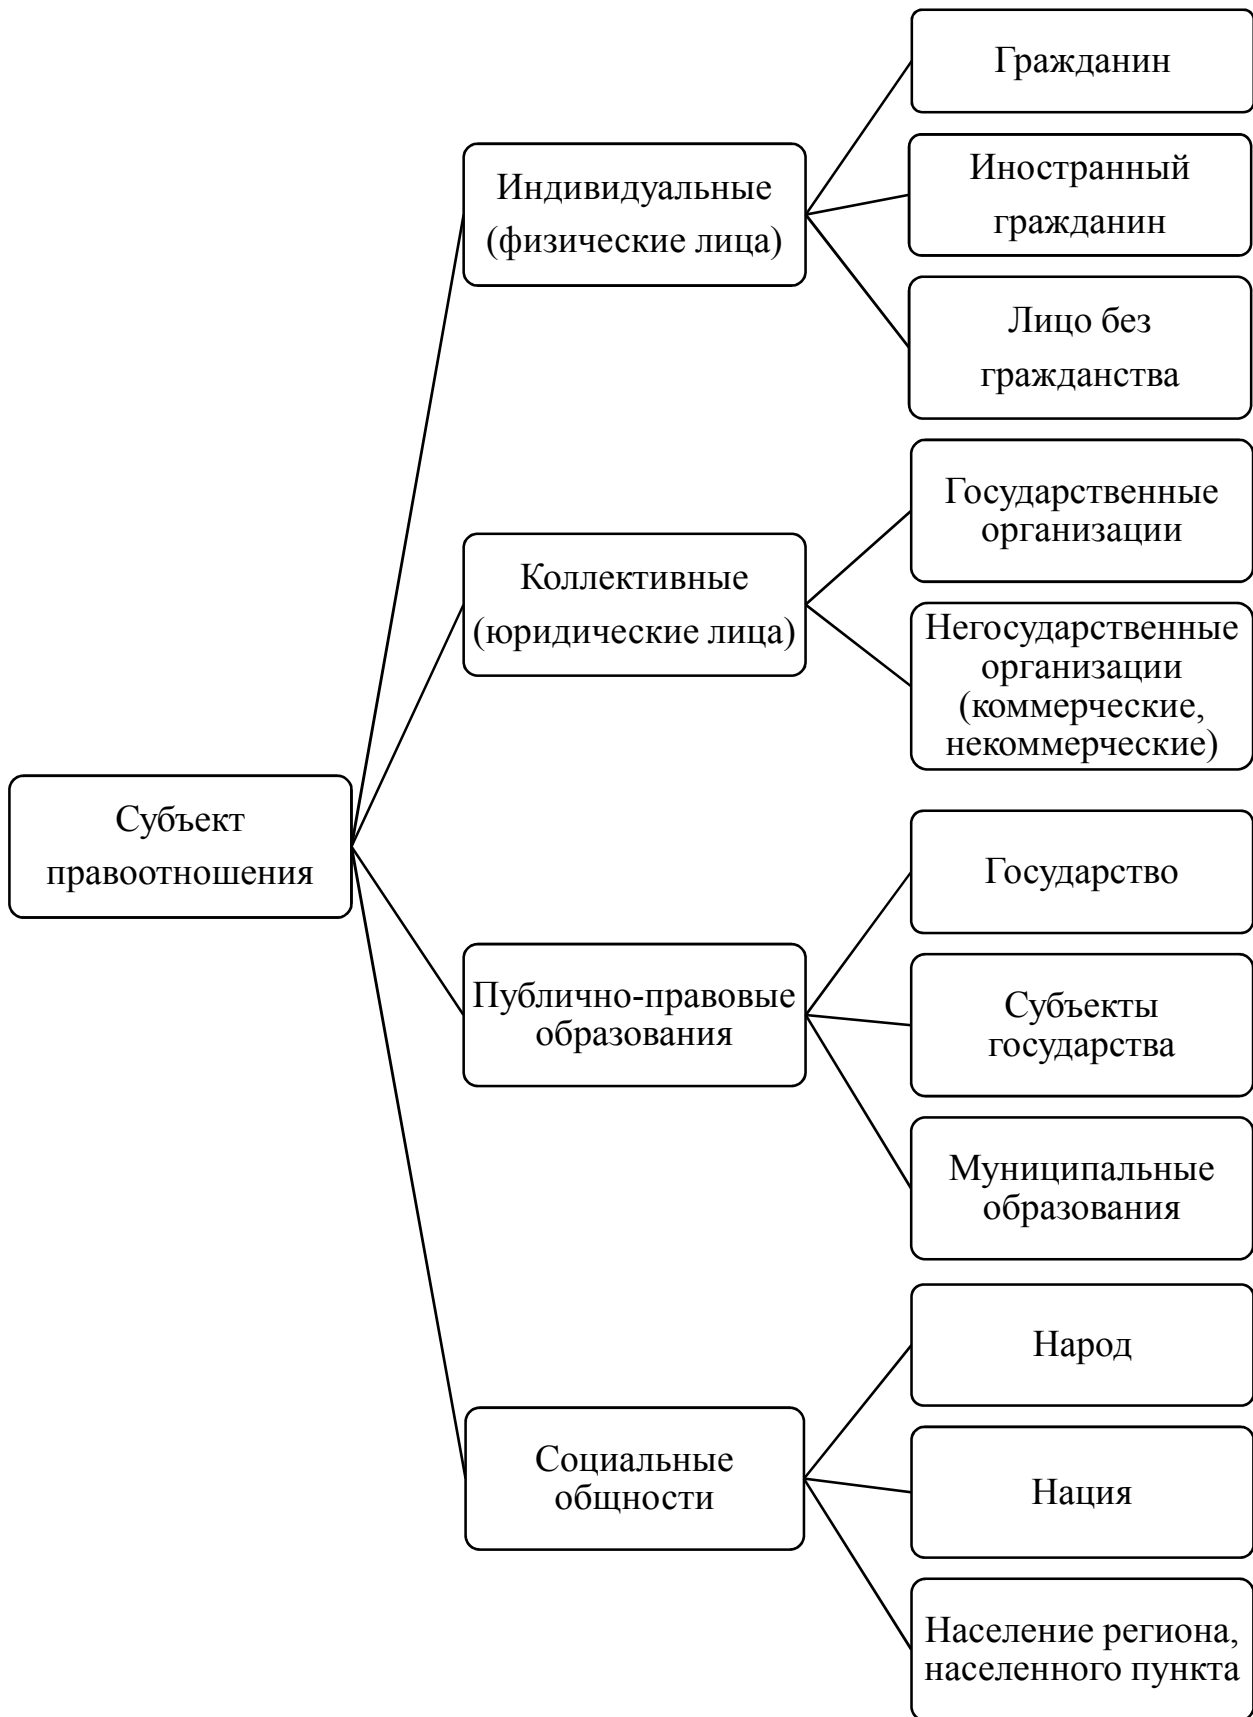 Субъект
правоотношения
Индивидуальные
(физические лица)
Гражданин
Иностранный
гражданин
Лицо без
гражданства
Коллективные
(юридические лица)
Государственные
организации
Негосударственные
организации
(коммерческие,
некоммерческие)
Публично-правовые
образования
Государство
Субъекты
государства
Муниципальные
образования
Социальные
общности
Народ
Нация
Население региона,
населенного пункта